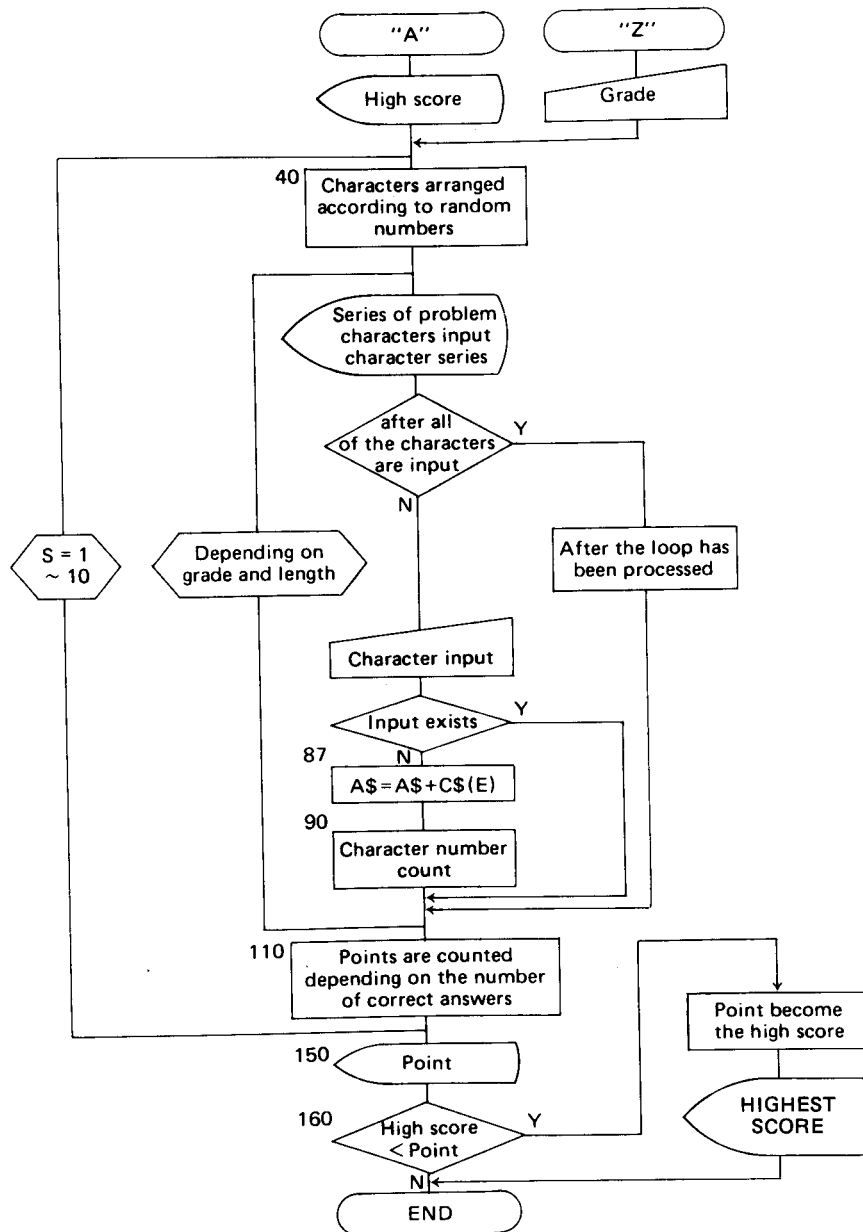 "A"
"Z"
High score
Grade
40
Characters arranged
according to random
numbers
Series of problem
characters input
character series
after all
of the characters
are input
Y
N
S = 1
~ 10
Depending on
grade and length
After the loop has
been processed
Character input
Input exists
Y
N
87
A$=A$+C$(E)
90
Character number
count
110
Points are counted
depending on the number
of correct answers
Point become
the high score
150
Point
HIGHEST
SCORE
160
High score
< Point
Y
N
END